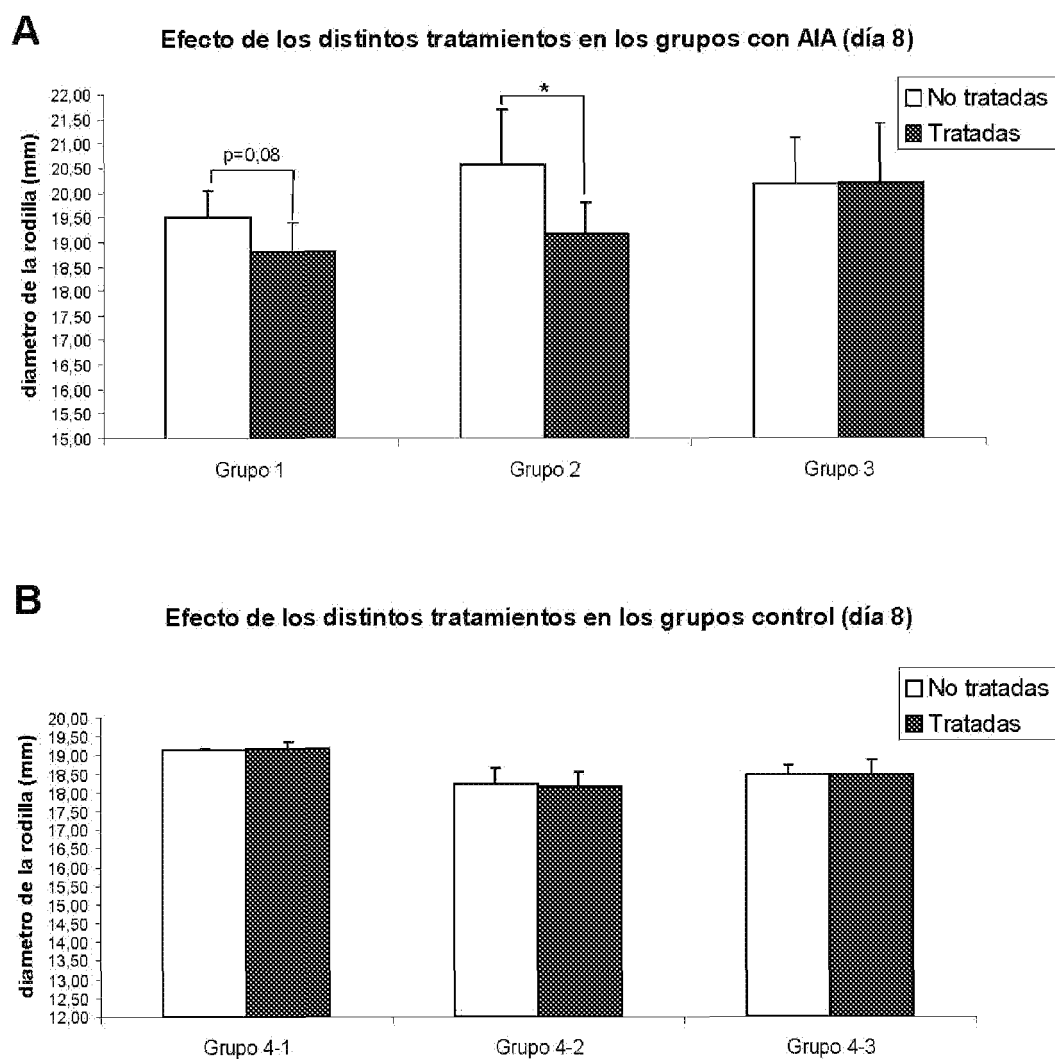 A
Efecto de los distintos tratamientos en los grupos con AIA (día 8)
No tratadas
Tratadas
diametro de la rodilla (mm)
22,00
21,50
21,00
20,50
20,00
19,50
19,00
18,50
18,00
17,50
17,00
16,50
16,00
15,50
15,00
p=0,08
*
Grupo 1
Grupo 2
Grupo 3
B
Efecto de los distintos tratamientos en los grupos control (día 8)
No tratadas
Tratadas
diametro de la rodilla (mm)
20,00
19,50
19,00
18,50
18,00
17,50
17,00
16,50
16,00
15,50
15,00
14,50
14,00
13,50
13,00
12,50
12,00
Grupo 4-1
Grupo 4-2
Grupo 4-3